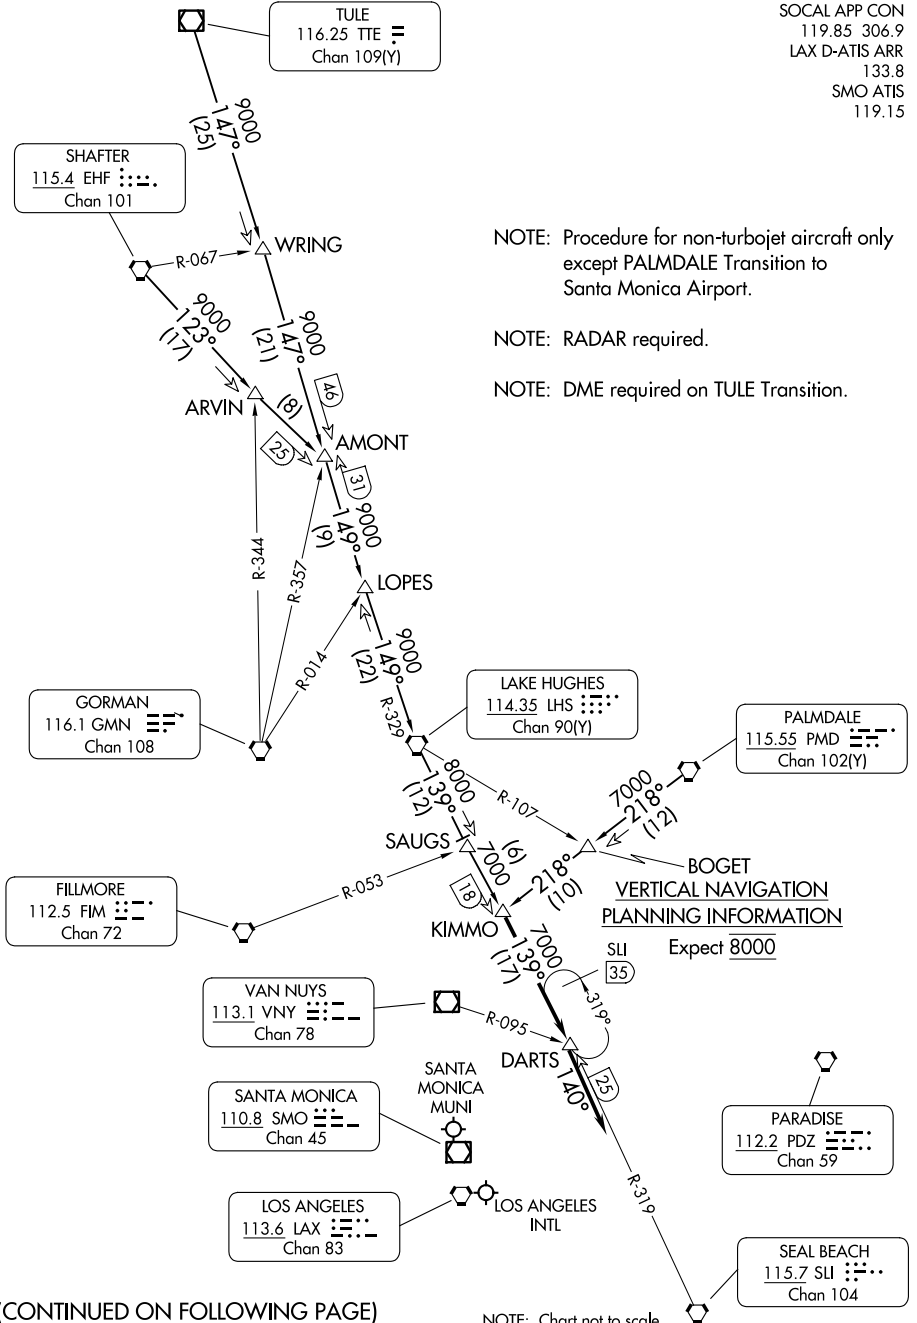 TULE
116.25 TTE
Chan 109(Y)
SOCAL APP CON
119.85 306.9
LAX D-ATIS ARR
133.8
SMO ATIS
119.15
9000
147°
(25)
SHAFTER
115.4 EHF
Chan 101
R-067
WRING
NOTE: Procedure for non-turbojet aircraft only
except PALMDALE Transition to
Santa Monica Airport.
NOTE: RADAR required.
NOTE: DME required on TULE Transition.
9000
123°
(17)
9000
147°
(21)
46
ARVIN
(8)
25
AMONT
31
9000
149°
(9)
R-344
R-357
LOPES
R-014
9000
149°
(22)
R-329
GORMAN
116.1 GMN
Chan 108
LAKE HUGHES
114.35 LHS
Chan 90(Y)
PALMDALE
115.55 PMD
Chan 102(Y)
8000
139°
(12)
R-107
7000
218°
(12)
SAUGS
(6)
7000
18
218°
(10)
BOGET
VERTICAL NAVIGATION
PLANNING INFORMATION
Expect 8000
FILLMORE
112.5 FIM
Chan 72
R-053
KIMMO
7000
139°
(17)
SLI
35
319°
VAN NUYS
113.1 VNY
Chan 78
R-095
DARTS
25
140°
SANTA
MONICA
MUNI
SANTA MONICA
110.8 SMO
Chan 45
PARADISE
112.2 PDZ
Chan 59
LOS ANGELES
113.6 LAX
Chan 83
LOS ANGELES
INTL
R-319
SEAL BEACH
115.7 SLI
Chan 104
(CONTINUED ON FOLLOWING PAGE)
NOTE: Chart not to scale